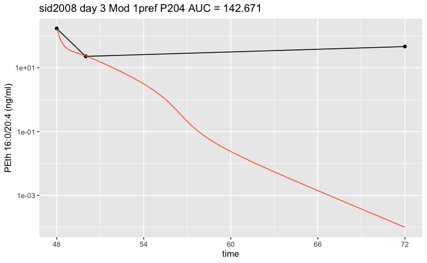 sid2008 day 3 Mod 1pref P204 AUC = 142.671
PEth 16:0/20:4 (ng/ml)
1e+01
1e-01
1e-03
48
54
60
66
72
time